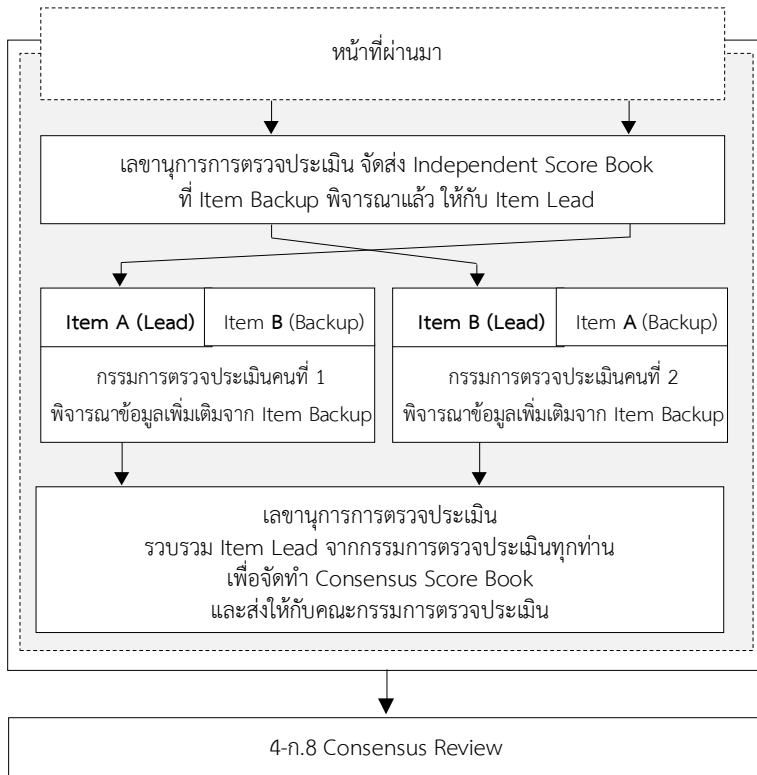 หน้าที่ผ่านมา
เลขานุการการตรวจประเมิน จัดส่ง Independent Score Book
ที่ Item Backup พิจารณาแล้ว ให้กับ Item Lead
Item A (Lead)
Item B (Backup)
กรรมการตรวจประเมินคนที่ 1
พิจารณาข้อมูลเพิ่มเติมจาก Item Backup
Item B (Lead)
Item A (Backup)
กรรมการตรวจประเมินคนที่ 2
พิจารณาข้อมูลเพิ่มเติมจาก Item Backup
เลขานุการการตรวจประเมิน
รวบรวม Item Lead จากกรรมการตรวจประเมินทุกท่าน
เพื่อจัดทำ Consensus Score Book
และส่งให้กับคณะกรรมการตรวจประเมิน
4-ก.8 Consensus Review